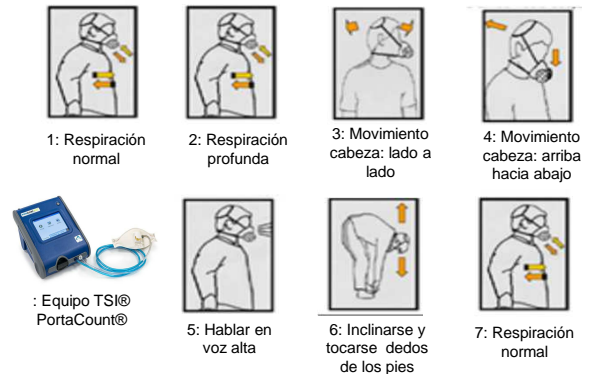 1: Respiración
normal
2: Respiración
profunda
3: Movimiento
cabeza: lado a
lado
4: Movimiento
cabeza: arriba
hacia abajo
: Equipo TSI®
PortaCount®
5: Hablar en
voz alta
6: Inclinarse y
tocarse dedos
de los pies
7: Respiración
normal